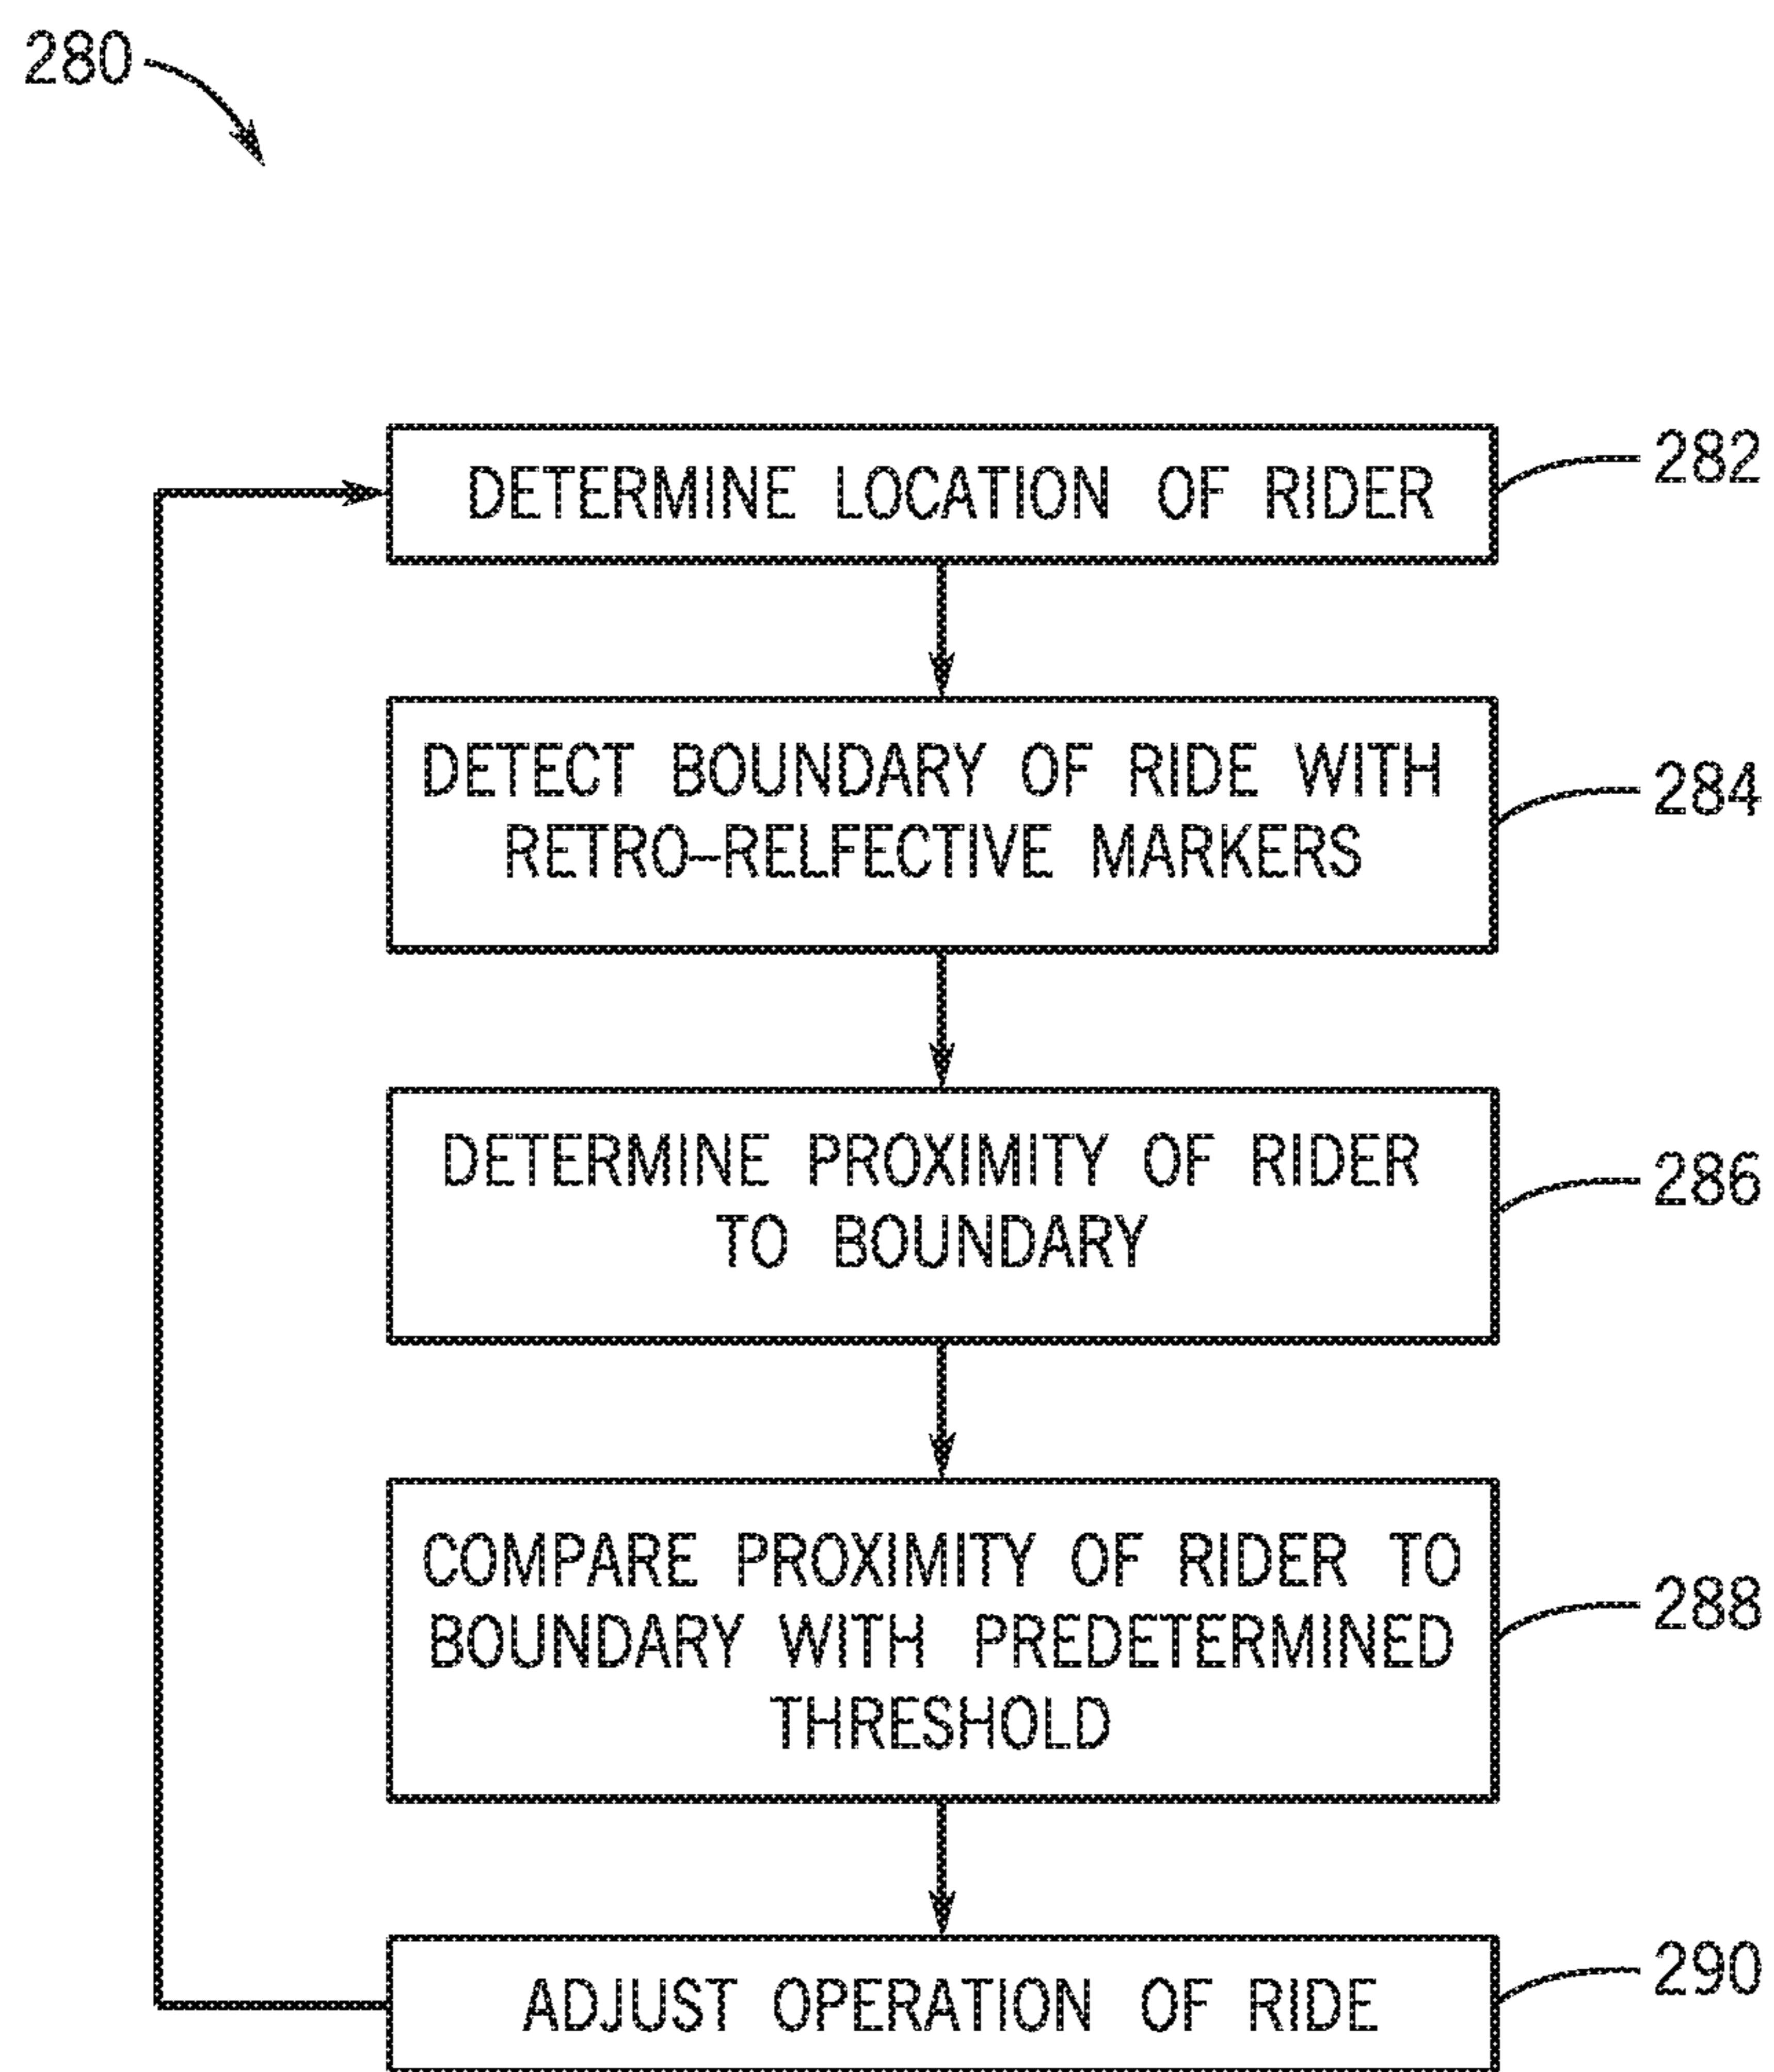 280
DETERMINE LOCATION OF RIDER
282
DETECT BOUNDARY OF RIDE WITH
RETRO-RELFECTIVE MARKERS
284
DETERMINE PROXIMITY OF RIDER
TO BOUNDARY
286
COMPARE PROXIMITY OF RIDER TO
BOUNDARY WITH PREDETERMINED
THRESHOLD
288
ADJUST OPERATION OF RIDE
290